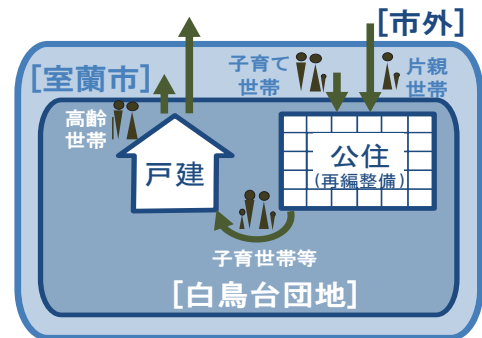 [市外]
[室蘭市]
子育て
世帯
片親
世帯
高齢
世帯
戸建
公住
(再編整備)
子育世帯等
[白鳥台団地]